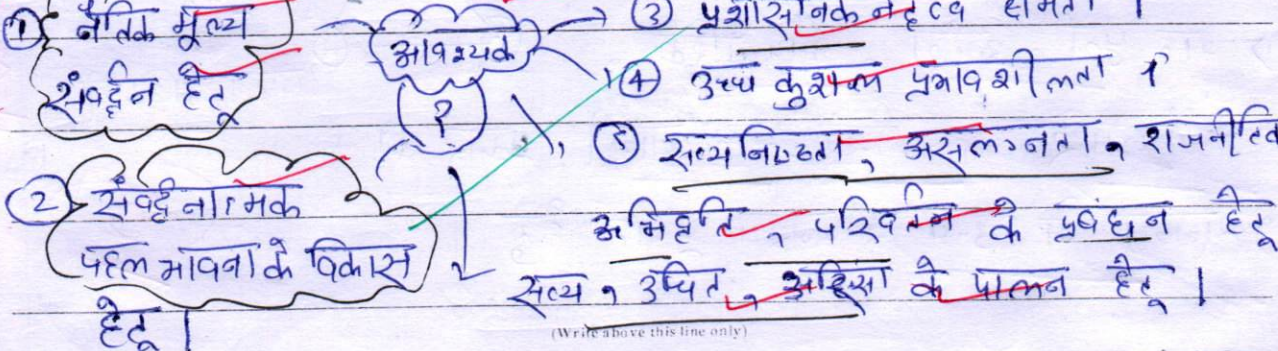 ① नैतिक मूल्य
संवर्द्धन हेतू
आवश्यक
?
② संवर्द्धनात्मक
पहल भावना के विकास
हेतू |
③ प्रशासनिक नेतृत्व क्षमता |
④ उच्च कुशल प्रभावशीलता |
⑤ सत्यनिष्ठता, असंलग्नता, राजनीतिक
अभिवृति, परिवर्तन के प्रबंधन हेतू
सत्य, उचित, अहिंसा के पालन हेतू |
(Write above this line only)